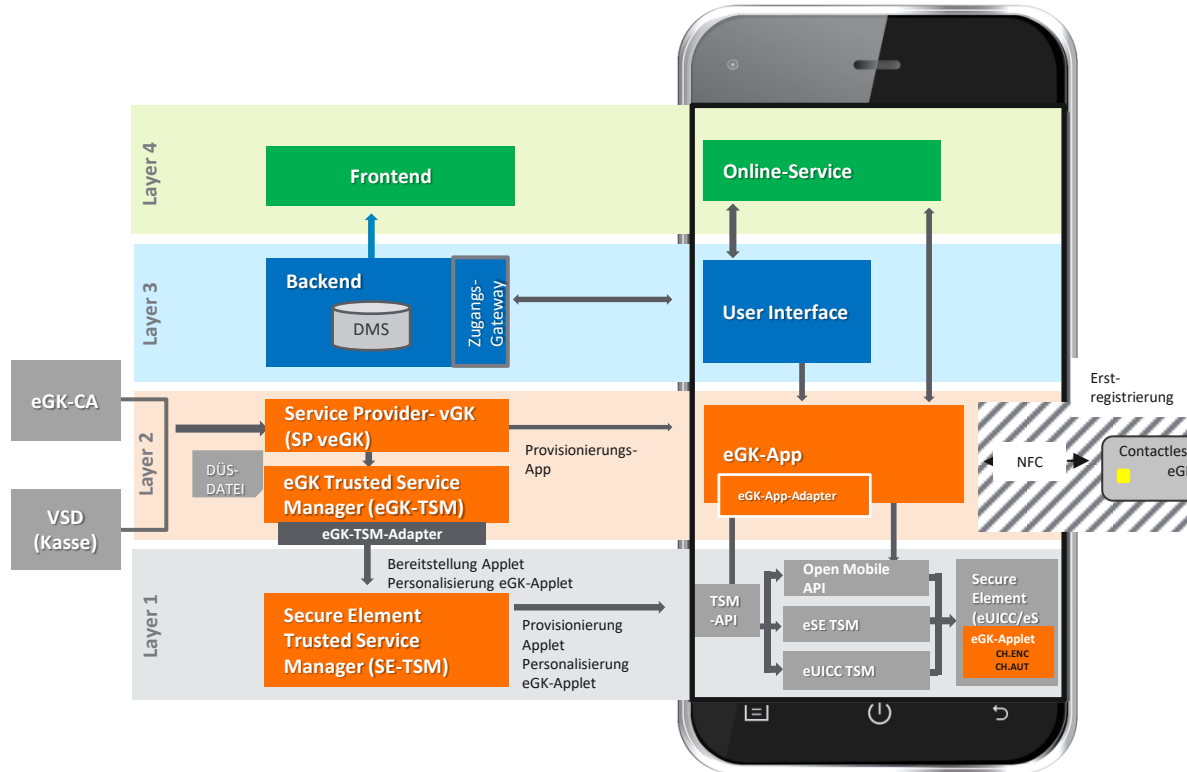 Layer 4
Frontend
Online-Service
Layer 3
Backend
DMS
Zugangs-
Gateway
User Interface
eGK-CA
VSD
(Kasse)
Layer 2
Service Provider- vGK
(SP veGK)
DÜS-
DATEI
eGK Trusted Service
Manager (eGK-TSM)
eGK-TSM-Adapter
Provisionierungs-
App
eGK-App
eGK-App-Adapter
Erst-
registrierung
NFC
Contactles
eG
Bereitstellung Applet
Personalisierung eGK-Applet
Layer 1
Secure Element
Trusted Service
Manager (SE-TSM)
Provisionierung
Applet
Personalisierung
eGK-Applet
TSM
-API
Open Mobile
API
eSE TSM
eUICC TSM
Secure
Element
(eUICC/eS
eGK-Applet
CH.ENC
CH.AUT